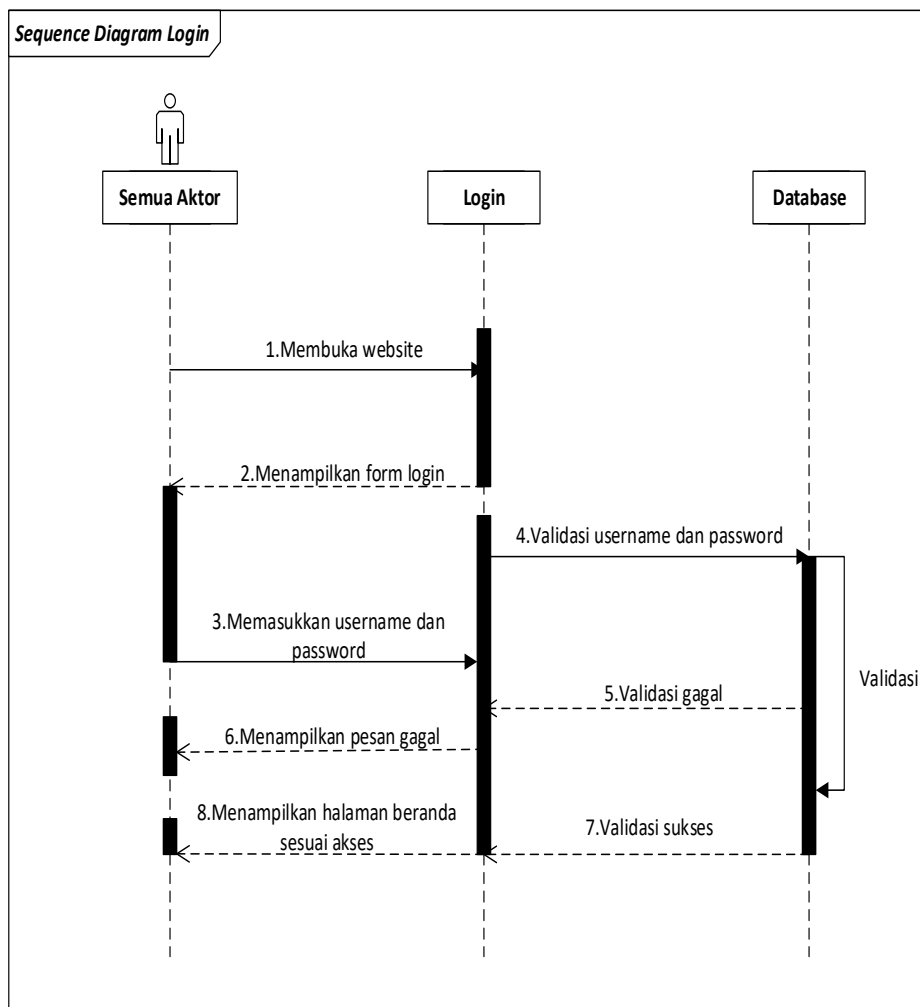 Sequence Diagram Login
Semua Aktor
Login
Database
1.Membuka website
2.Menampilkan form login
4.Validasi username dan password
3.Memasukkan username dan
password
Validasi
5.Validasi gagal
6.Menampilkan pesan gagal
8.Menampilkan halaman beranda
sesuai akses
7.Validasi sukses